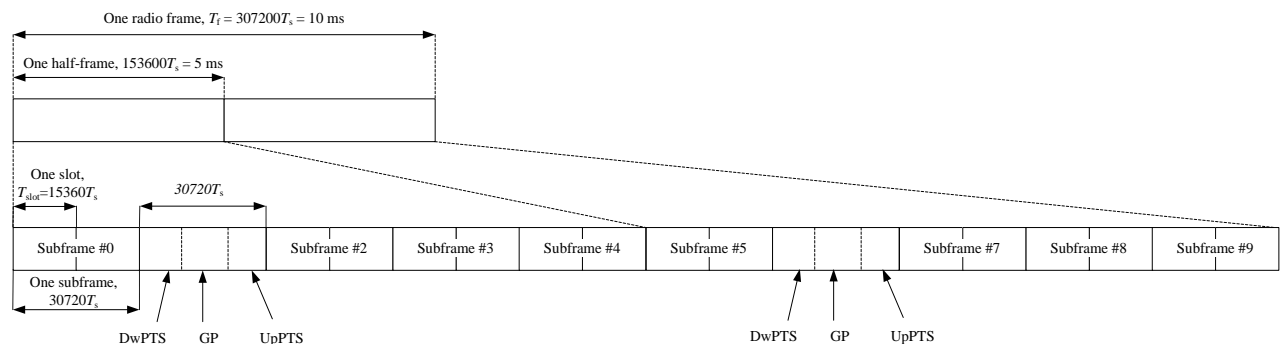 One radio frame, Tf = 307200Ts = 10 ms
One half-frame, 153600Ts = 5 ms
One slot,
Tslot=15360Ts
30720Ts
Subframe #0
Subframe #2
Subframe #3
Subframe #4
Subframe #5
Subframe #7
Subframe #8
Subframe #9
One subframe,
30720Ts
DwPTS
GP
UpPTS
DwPTS
GP
UpPTS